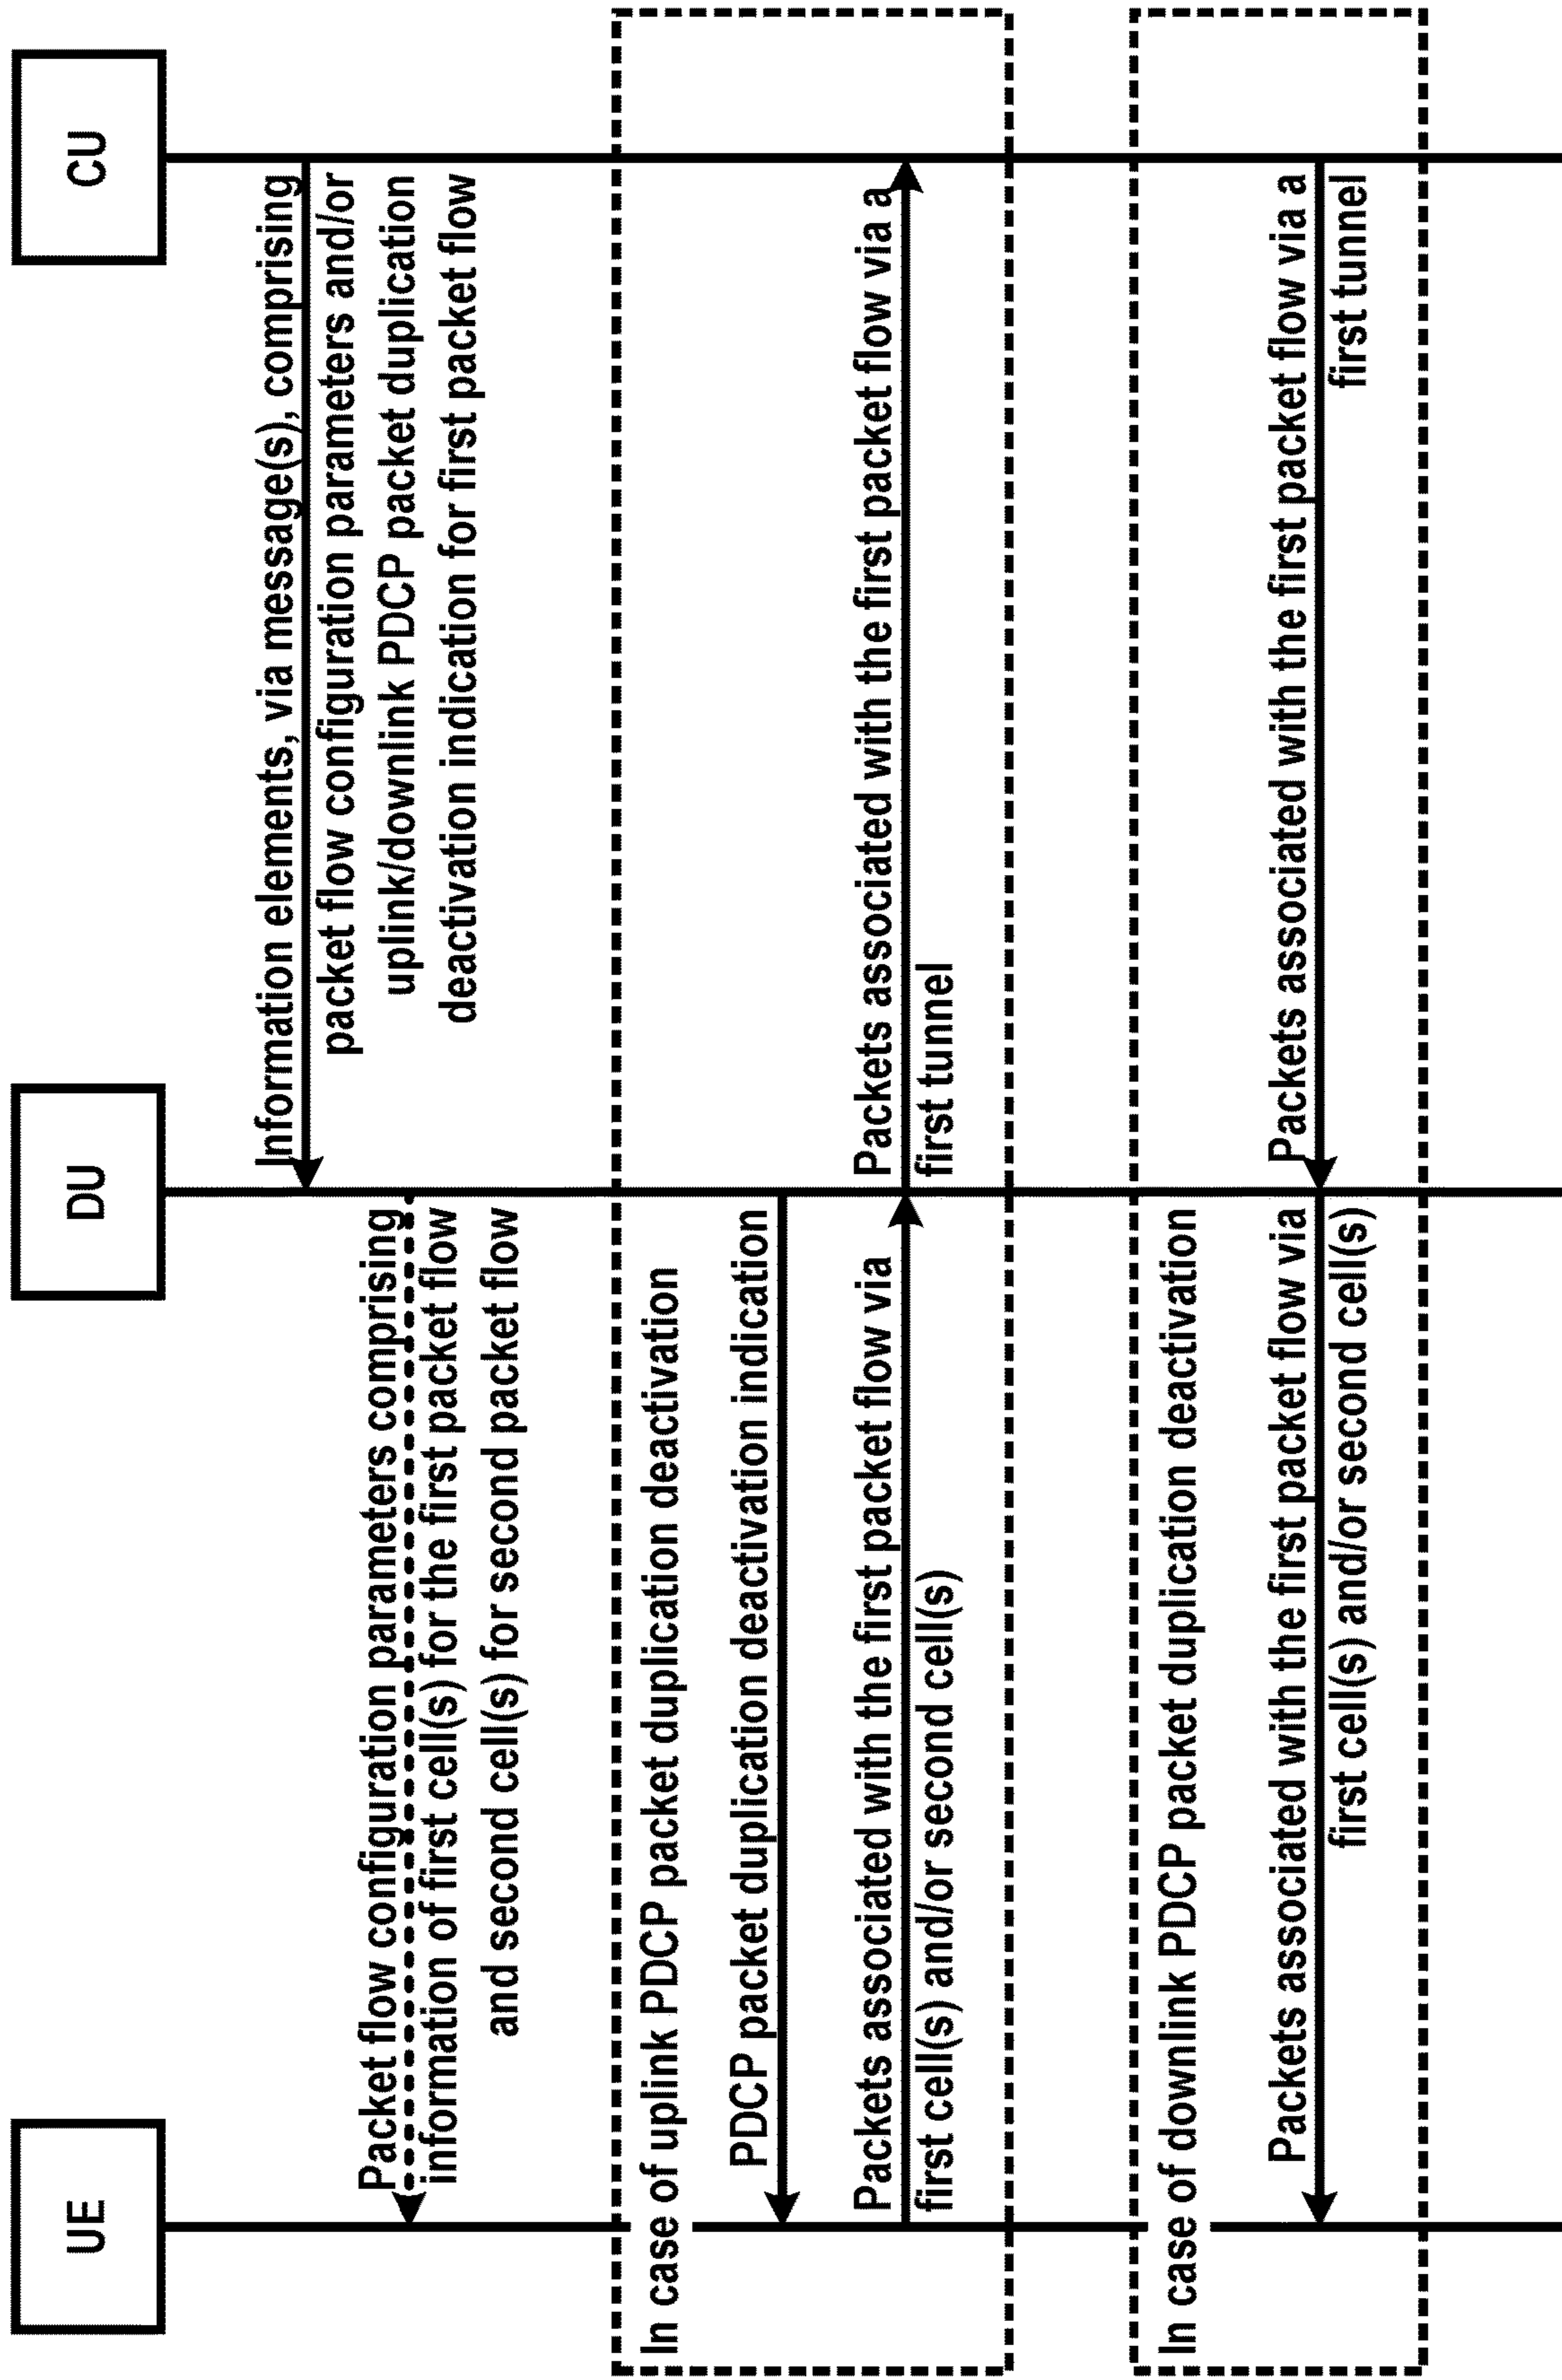 UE
DU
CU
Information elements, via message(s), comprising
packet flow configuration parameters and/or
uplink/downlink PDCP packet duplication
deactivation indication for first packet flow
Packet flow configuration parameters comprising
information of first cell(s) for the first packet flow
and second cell(s) for second packet flow
In case of uplink PDCP packet duplication deactivation
PDCP packet duplication deactivation indication
Packets associated with the first packet flow via
first cell(s) and/or second cell(s)
Packets associated with the first packet flow via a
first tunnel
In case of downlink PDCP packet duplication deactivation
Packets associated with the first packet flow via
first cell(s) and/or second cell(s)
Packets associated with the first packet flow via a
first tunnel